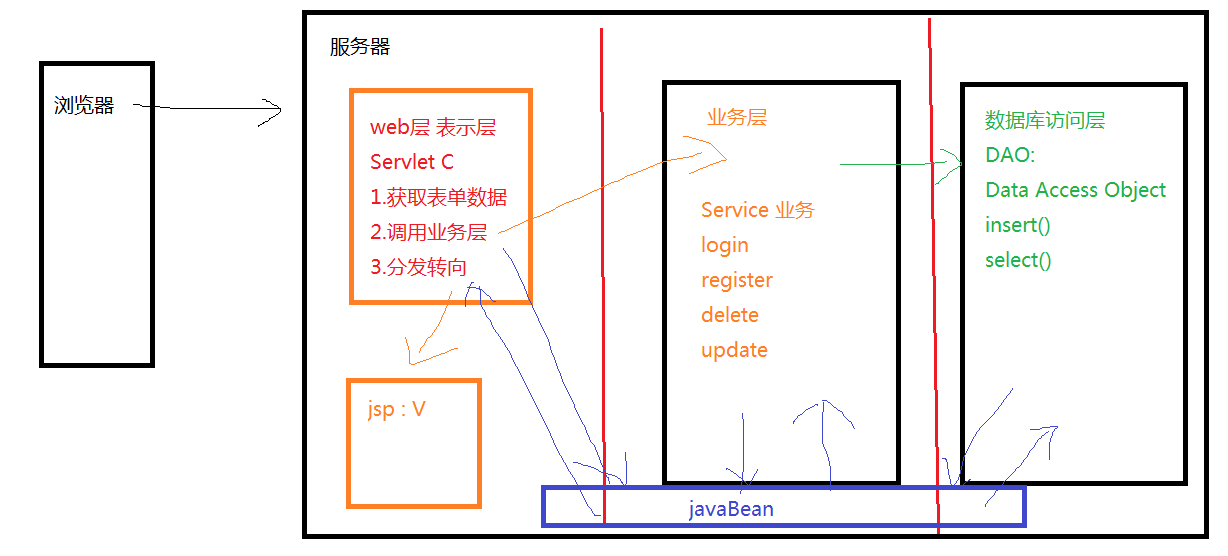 浏览器
服务器
web层 表示层
Servlet C
1.获取表单数据
2.调用业务层
3.分发转向
jsp : V
业务层
Service 业务
login
register
delete
update
数据库访问层
DAO:
Data Access Object
insert()
select()
javaBean